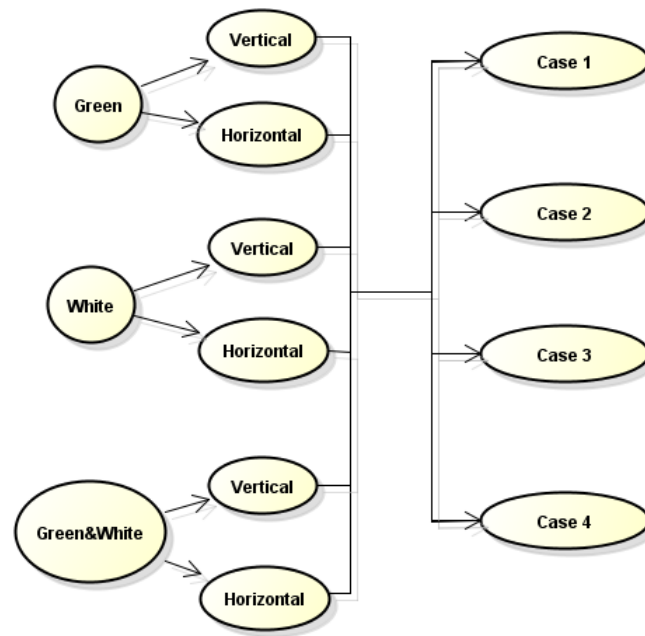 Vertical
Case 1
Green
Horizontal
Vertical
Case 2
White
Horizontal
Case 3
Vertical
Green&White
Case 4
Horizontal